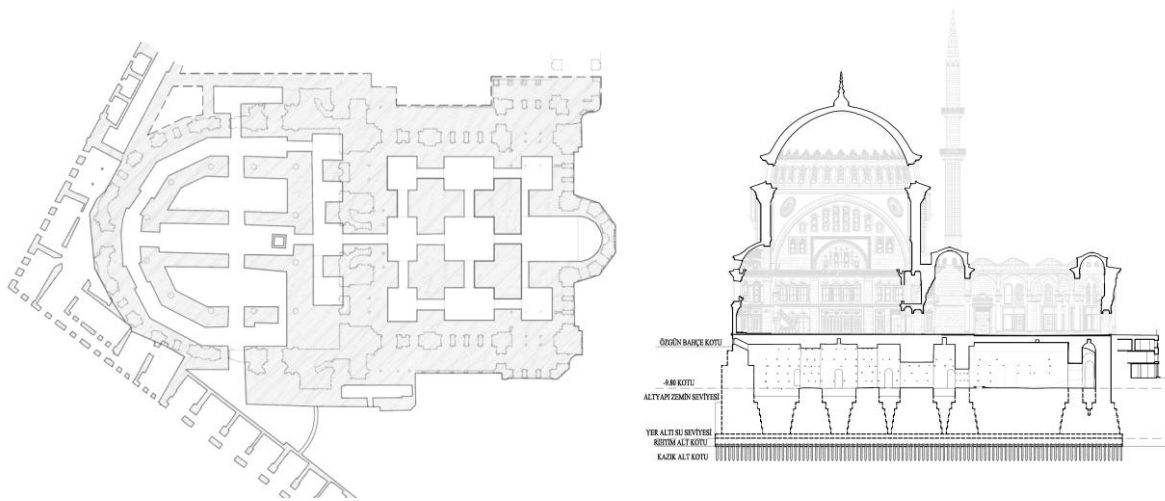 ÖZGÜN BAHÇE KOTU
-9.80 KOTU
ALTYAPI ZEMİN SEVİYESİ
YER ALTI SU SEVİYESİ
RIHTIM ALT KOTU
KAZIK ALT KOTU